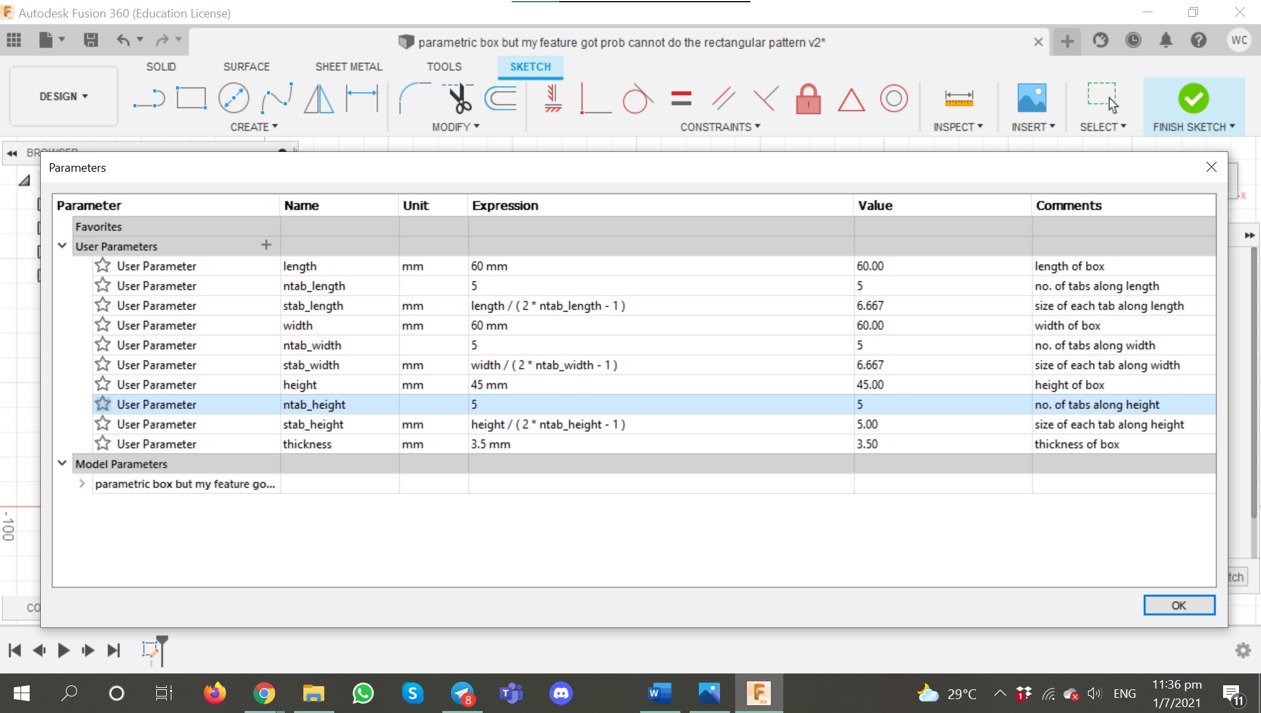 Autodesk Fusion 360 (Education License)
parametric box but my feature got prob cannot do the rectangular pattern v2*
WC
SOLID SURFACE SHEET METAL TOOLS SKETCH
DESIGN
CREATE MODIFY CONSTRAINTS INSPECT INSERT SELECT FINISH SKETCH
Parameters
Parameter Name Unit Expression Value Comments
Favorites
User Parameters +
User Parameter length mm 60 mm 60.00 length of box
User Parameter ntab_length 5 5 no. of tabs along length
User Parameter stab_length mm length / ( 2 * ntab_length - 1 ) 6.667 size of each tab along length
User Parameter width mm 60 mm 60.00 width of box
User Parameter ntab_width 5 5 no. of tabs along width
User Parameter stab_width mm width / ( 2 * ntab_width - 1 ) 6.667 size of each tab along width
User Parameter height mm 45 mm 45.00 height of box
User Parameter ntab_height 5 5 no. of tabs along height
User Parameter stab_height mm height / ( 2 * ntab_height - 1 ) 5.00 size of each tab along height
User Parameter thickness mm 3.5 mm 3.50 thickness of box
Model Parameters
parametric box but my feature go...
-100
OK
CO
tch
8
29°C ENG
11:36 pm
1/7/2021
11